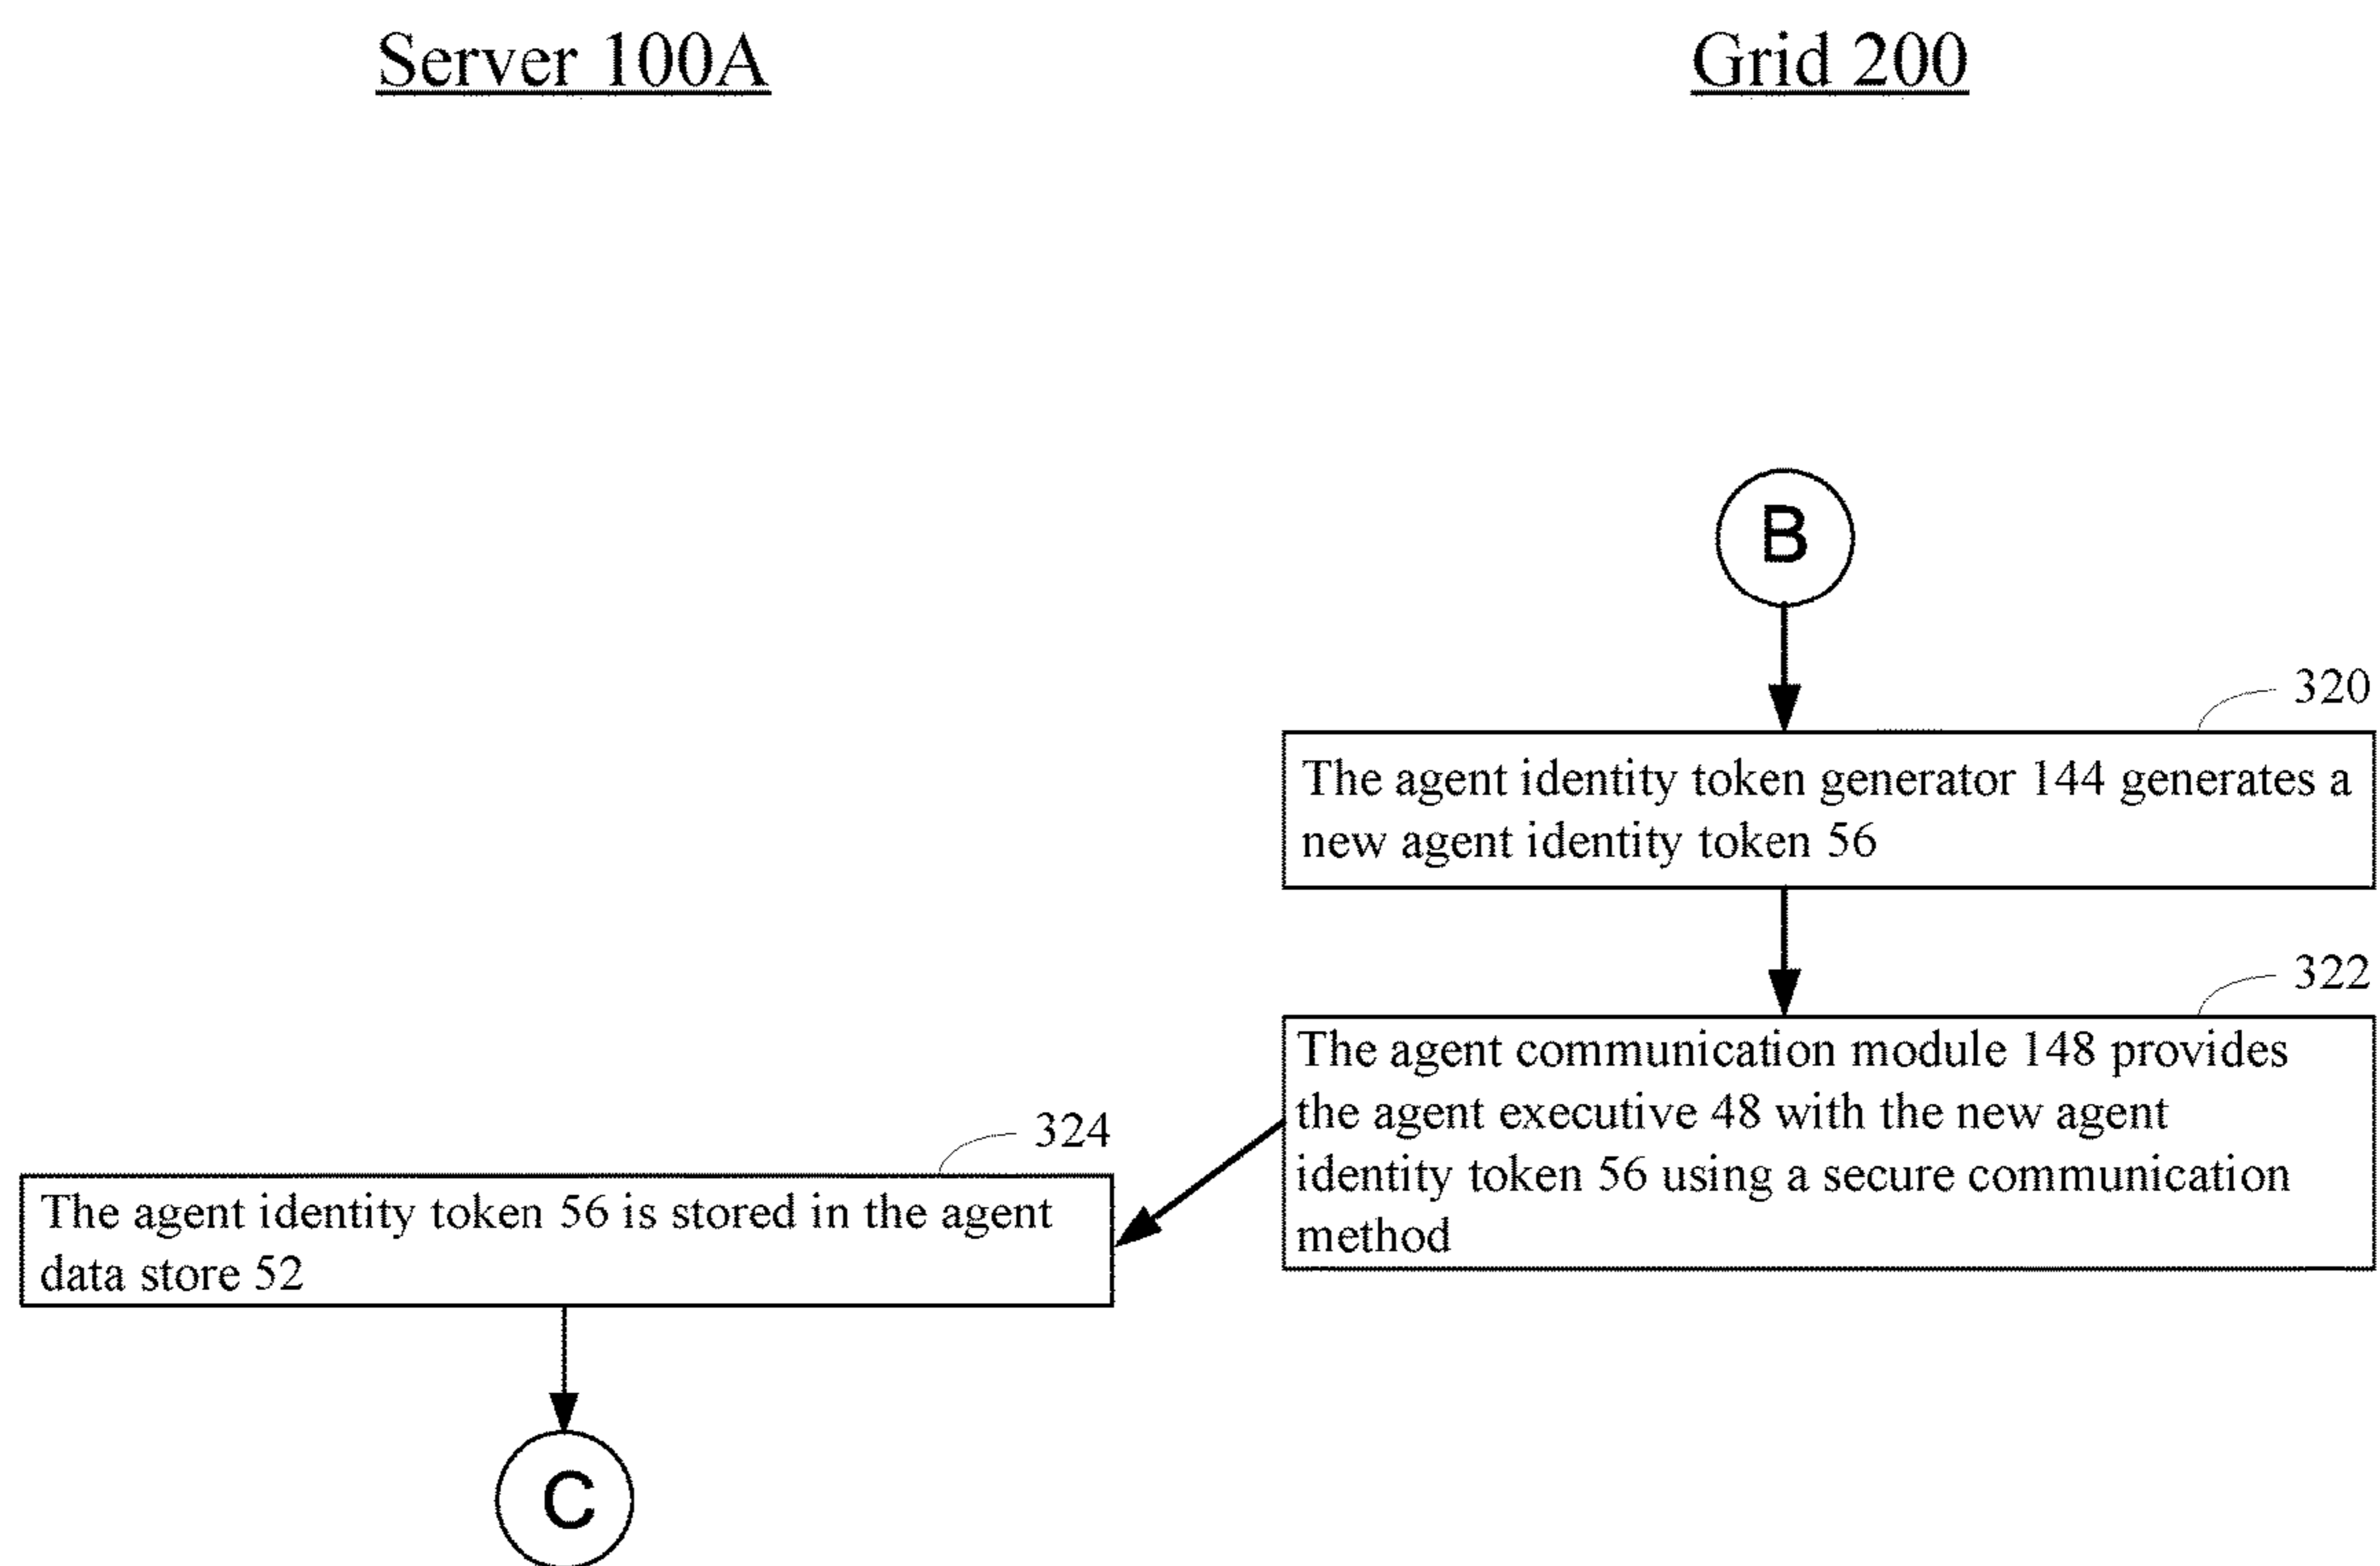 Server 100A
Grid 200
B
320
The agent identity token generator 144 generates a
new agent identity token 56
322
The agent communication module 148 provides
the agent executive 48 with the new agent
identity token 56 using a secure communication
method
324
The agent identity token 56 is stored in the agent
data store 52
C